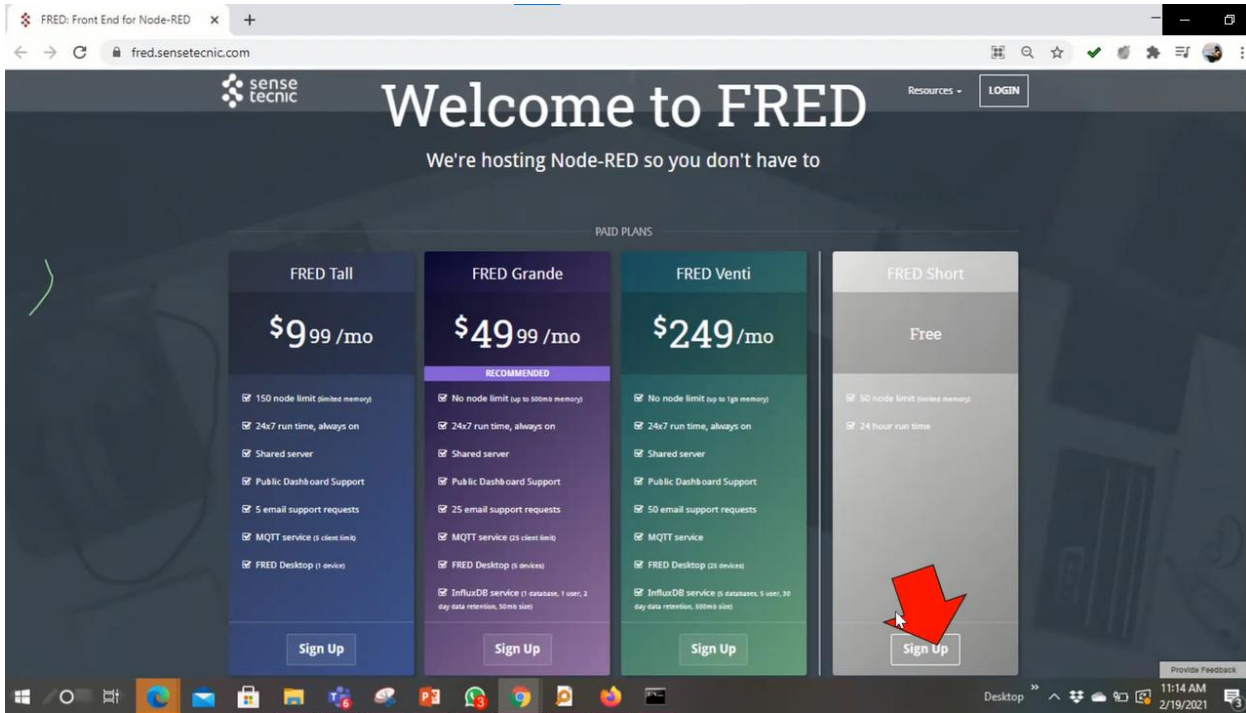 FRED: Front End for Node-RED
fred.sensetecnic.com
sense
tecnic
Welcome to FRED
Resources
LOGIN
We're hosting Node-RED so you don't have to
PAID PLANS
FRED Tall
$9 99 /mo
150 node limit (limited memory)
24x7 run time, always on
Shared server
Public Dashboard Support
5 email support requests
MQTT service (5 client limit)
FRED Desktop (1 device)
Sign Up
FRED Grande
$49 99 /mo
RECOMMENDED
No node limit (up to 500mb memory)
24x7 run time, always on
Shared server
Public Dashboard Support
25 email support requests
MQTT service (25 client limit)
FRED Desktop (5 devices)
InfluxDB service (1 database, 1 user, 2
day data retention, 50mb size)
Sign Up
FRED Venti
$249/mo
No node limit (up to 1gb memory)
24x7 run time, always on
Shared server
Public Dashboard Support
50 email support requests
MQTT service
FRED Desktop (25 devices)
InfluxDB service (5 databases, 5 user, 30
day data retention, 500mb size)
Sign Up
FRED Short
Free
50 node limit (limited memory)
24 hour run time
Sign Up
Provide Feedback
Desktop
11:14 AM
2/19/2021